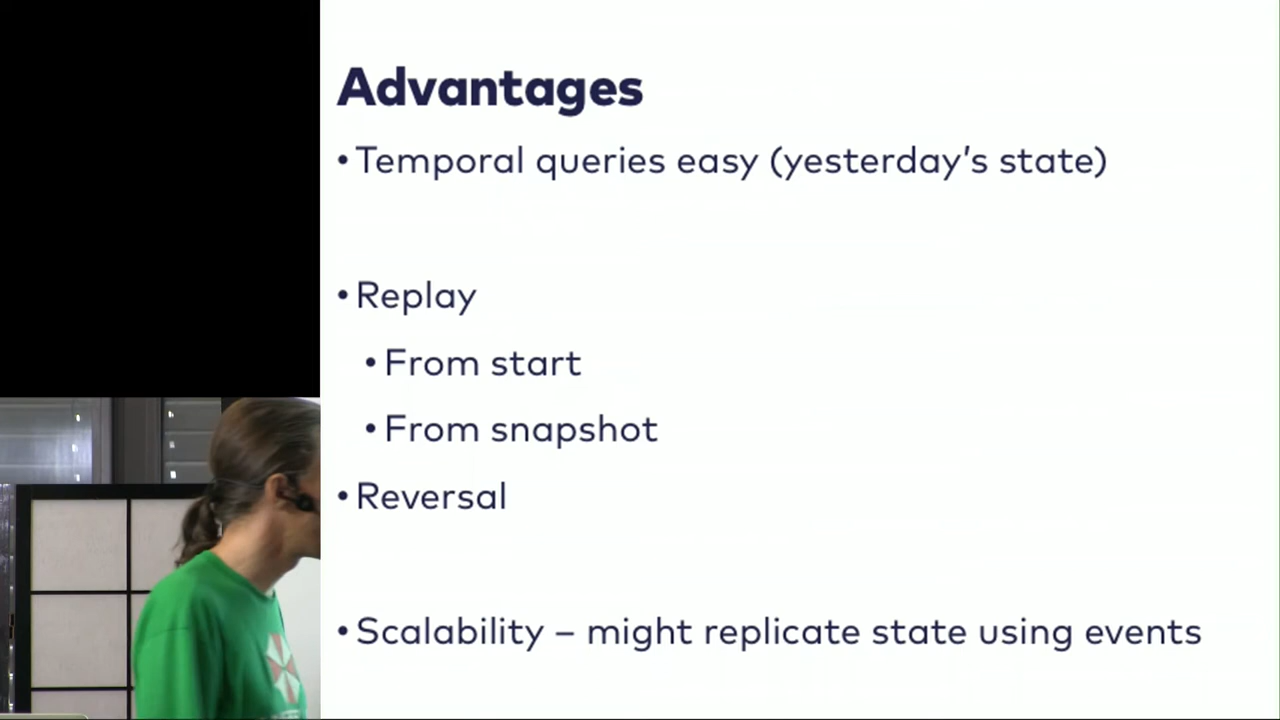 Advantages
• Temporal queries easy (yesterday’s state)
• Replay
• From start
• From snapshot
• Reversal
• Scalability – might replicate state using events